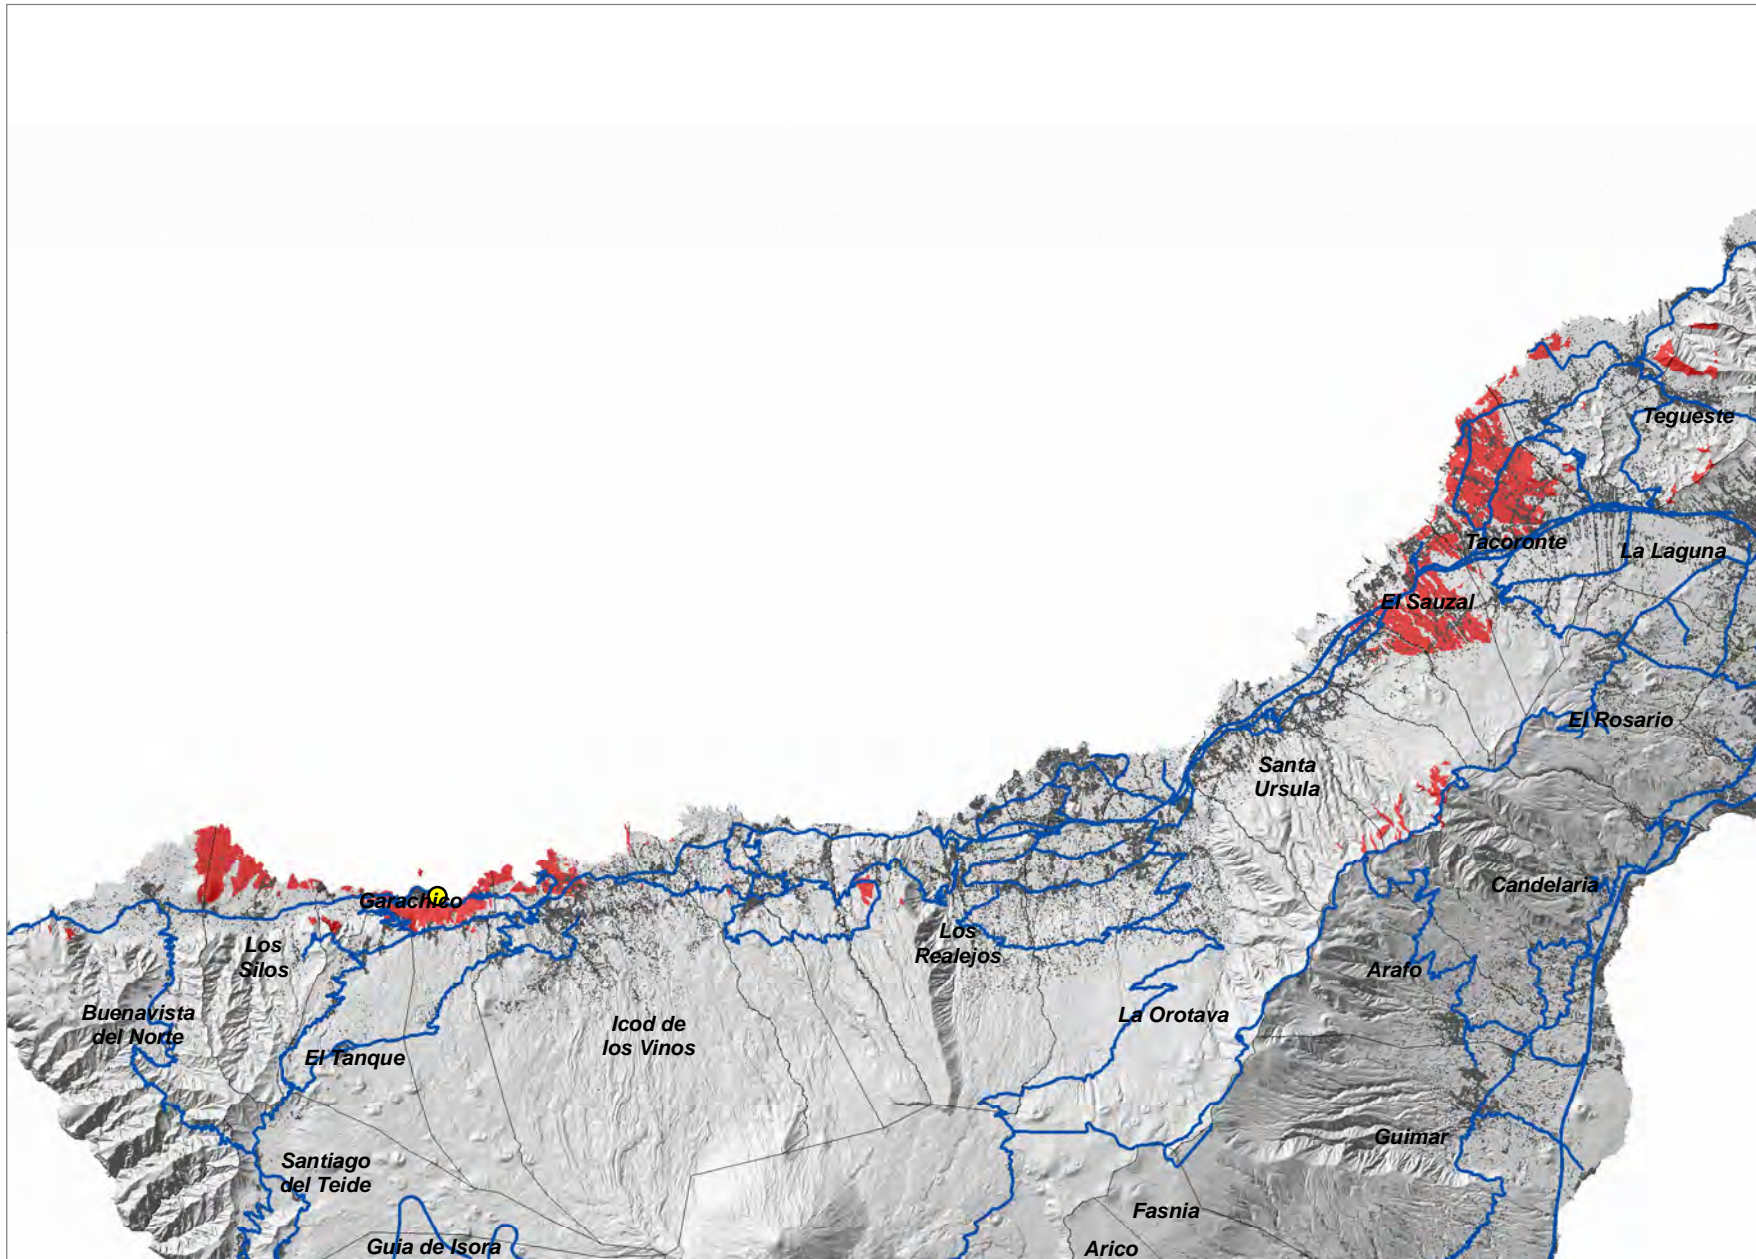 Tegueste
Tacoronte
La Laguna
El Sauzal
El Rosario
Santa
Ursula
Garachico
i
Candelaria
Los
Silos
Los
Realejos
Arafo
Buenavista
del Norte
Icod de
los Vinos
La Orotava
El Tanque
Guimar
Santiago
del Teide
Fasnia
Guia de Isora
Arico